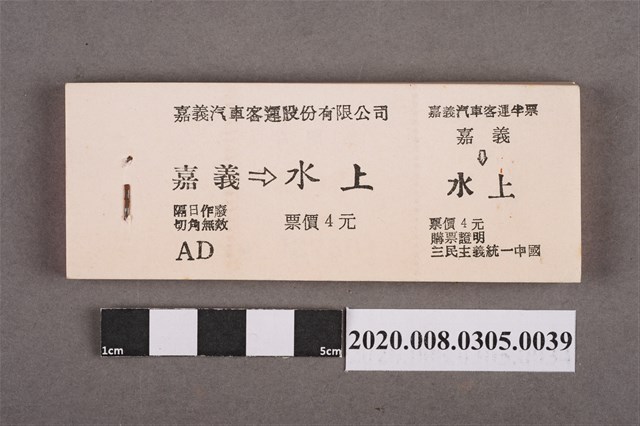 嘉義汽車客運股份有限公司
嘉義⇨水上
隔日作廢
切角無效
票價4元
AD
嘉義汽車客運半票
嘉義
⇩
水上
票價4元
購票證明
三民主義統一中國
1cm
5cm
2020.008.0305.0039